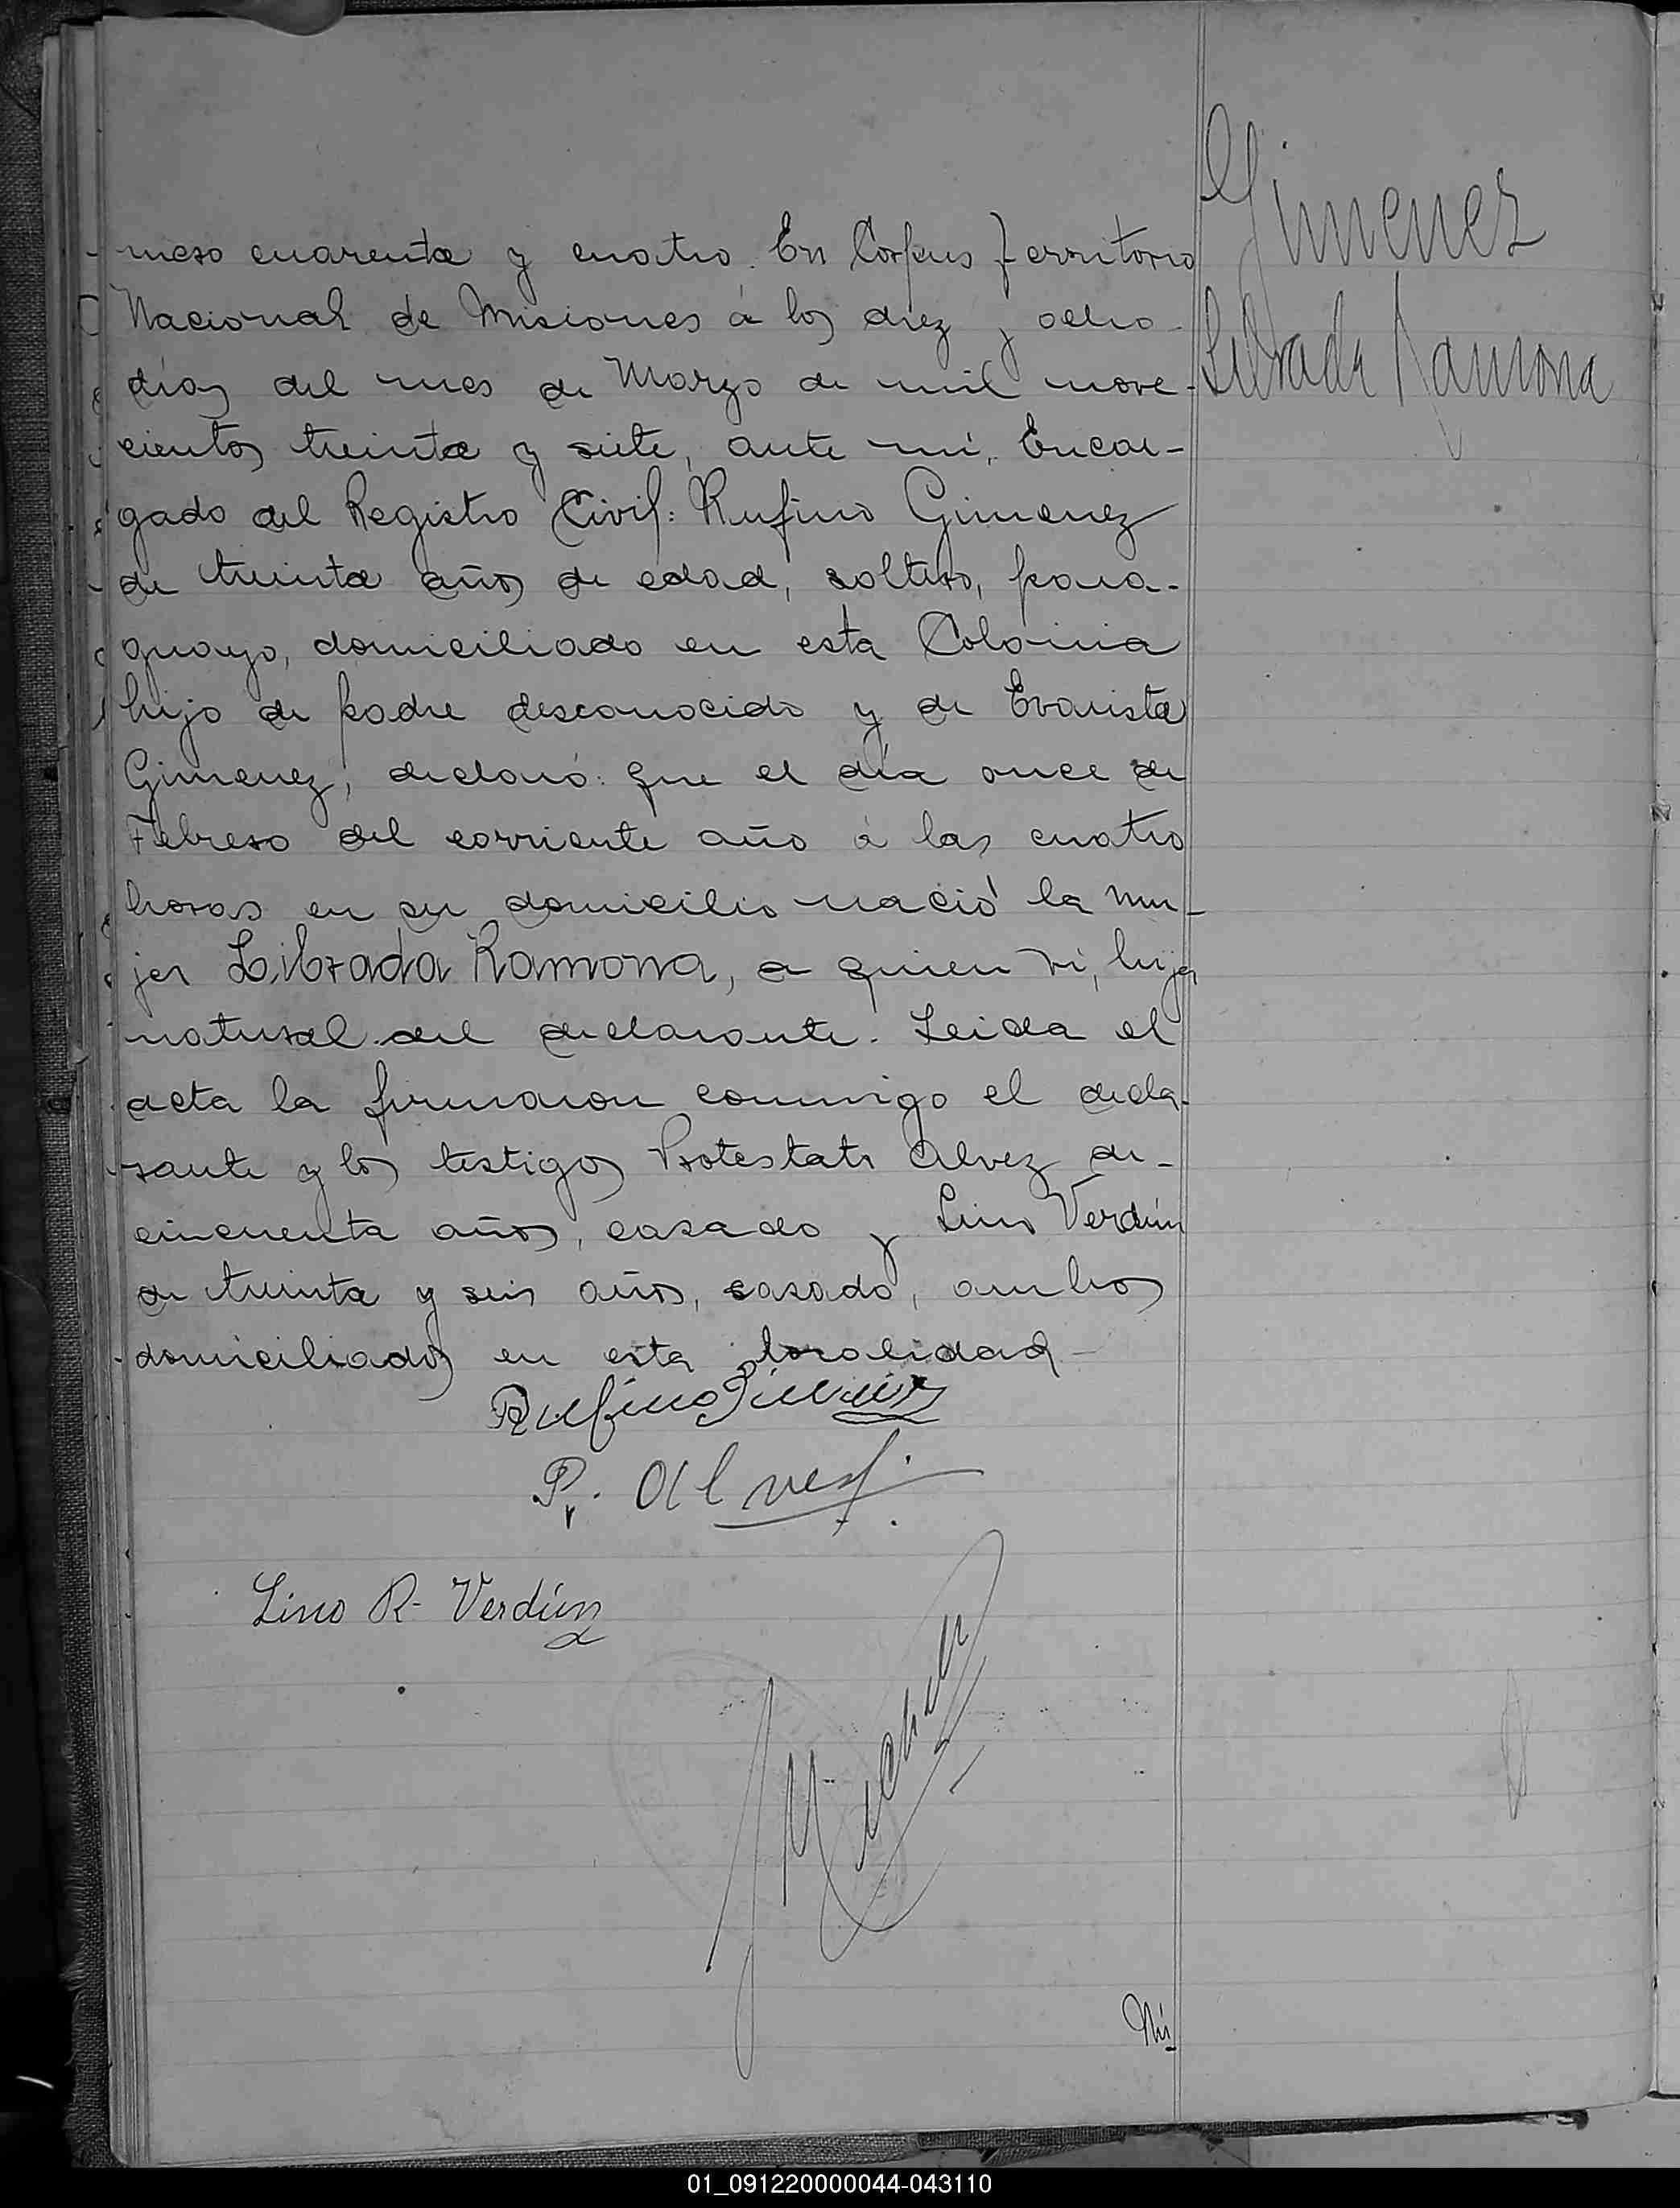 Gimenez
Librada Ramona
mero cuarenta y cuatro. En Corpus Territorio
Nacional de Misiones á los diez y ocho
días del mes de Marzo de mil nove-
cientos treinta y siete, ante mí, Encar-
gado del Registro Civil: Rufino Gimenez
de treinta años de edad, soltero, para-
guayo, domiciliado en esta Colonia
hijo de padre desconocido y de Evarista
Gimenez, declaró: que el día once de
Febrero del corriente año á las cuatro
horas en su domicilio nació la mu-
jer Librada Ramona, a quien vi, hija
natural del declarante. Leida el
acta la firmaron conmigo el decla-
rante y los testigos Protestato Alvez de-
cincuenta años, casado y Lino Verdún
de treinta y seis años, casado, ambos
domiciliados en esta localidad-
Rufino Gimenez
P. Alvez
Lino R. Verdún
Nú-
01_091220000044-043110